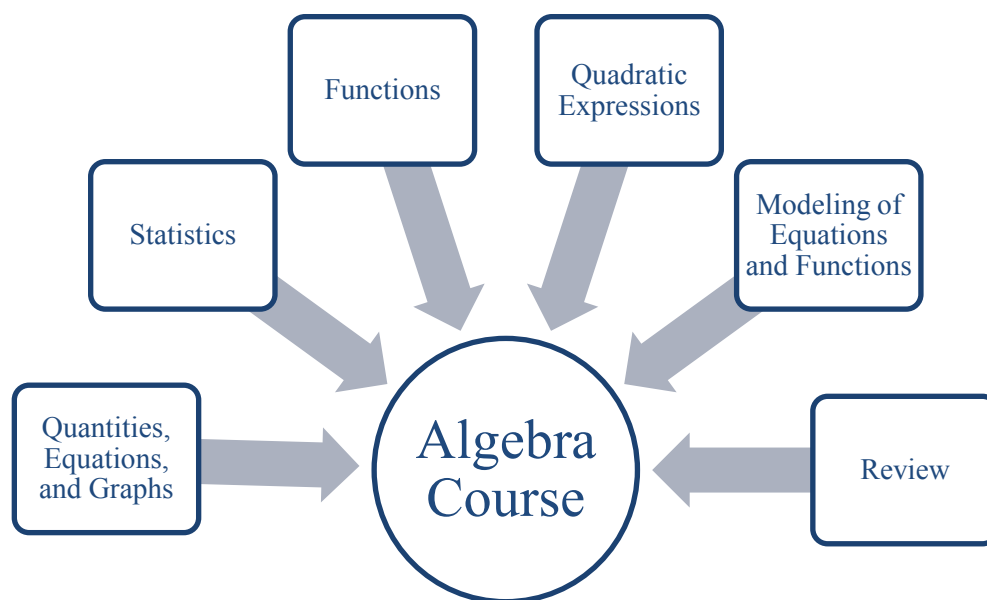 Functions
Quadratic
Expressions
Statistics
Modeling of
Equations
and Functions
Quantities,
Equations,
and Graphs
Algebra
Course
Review